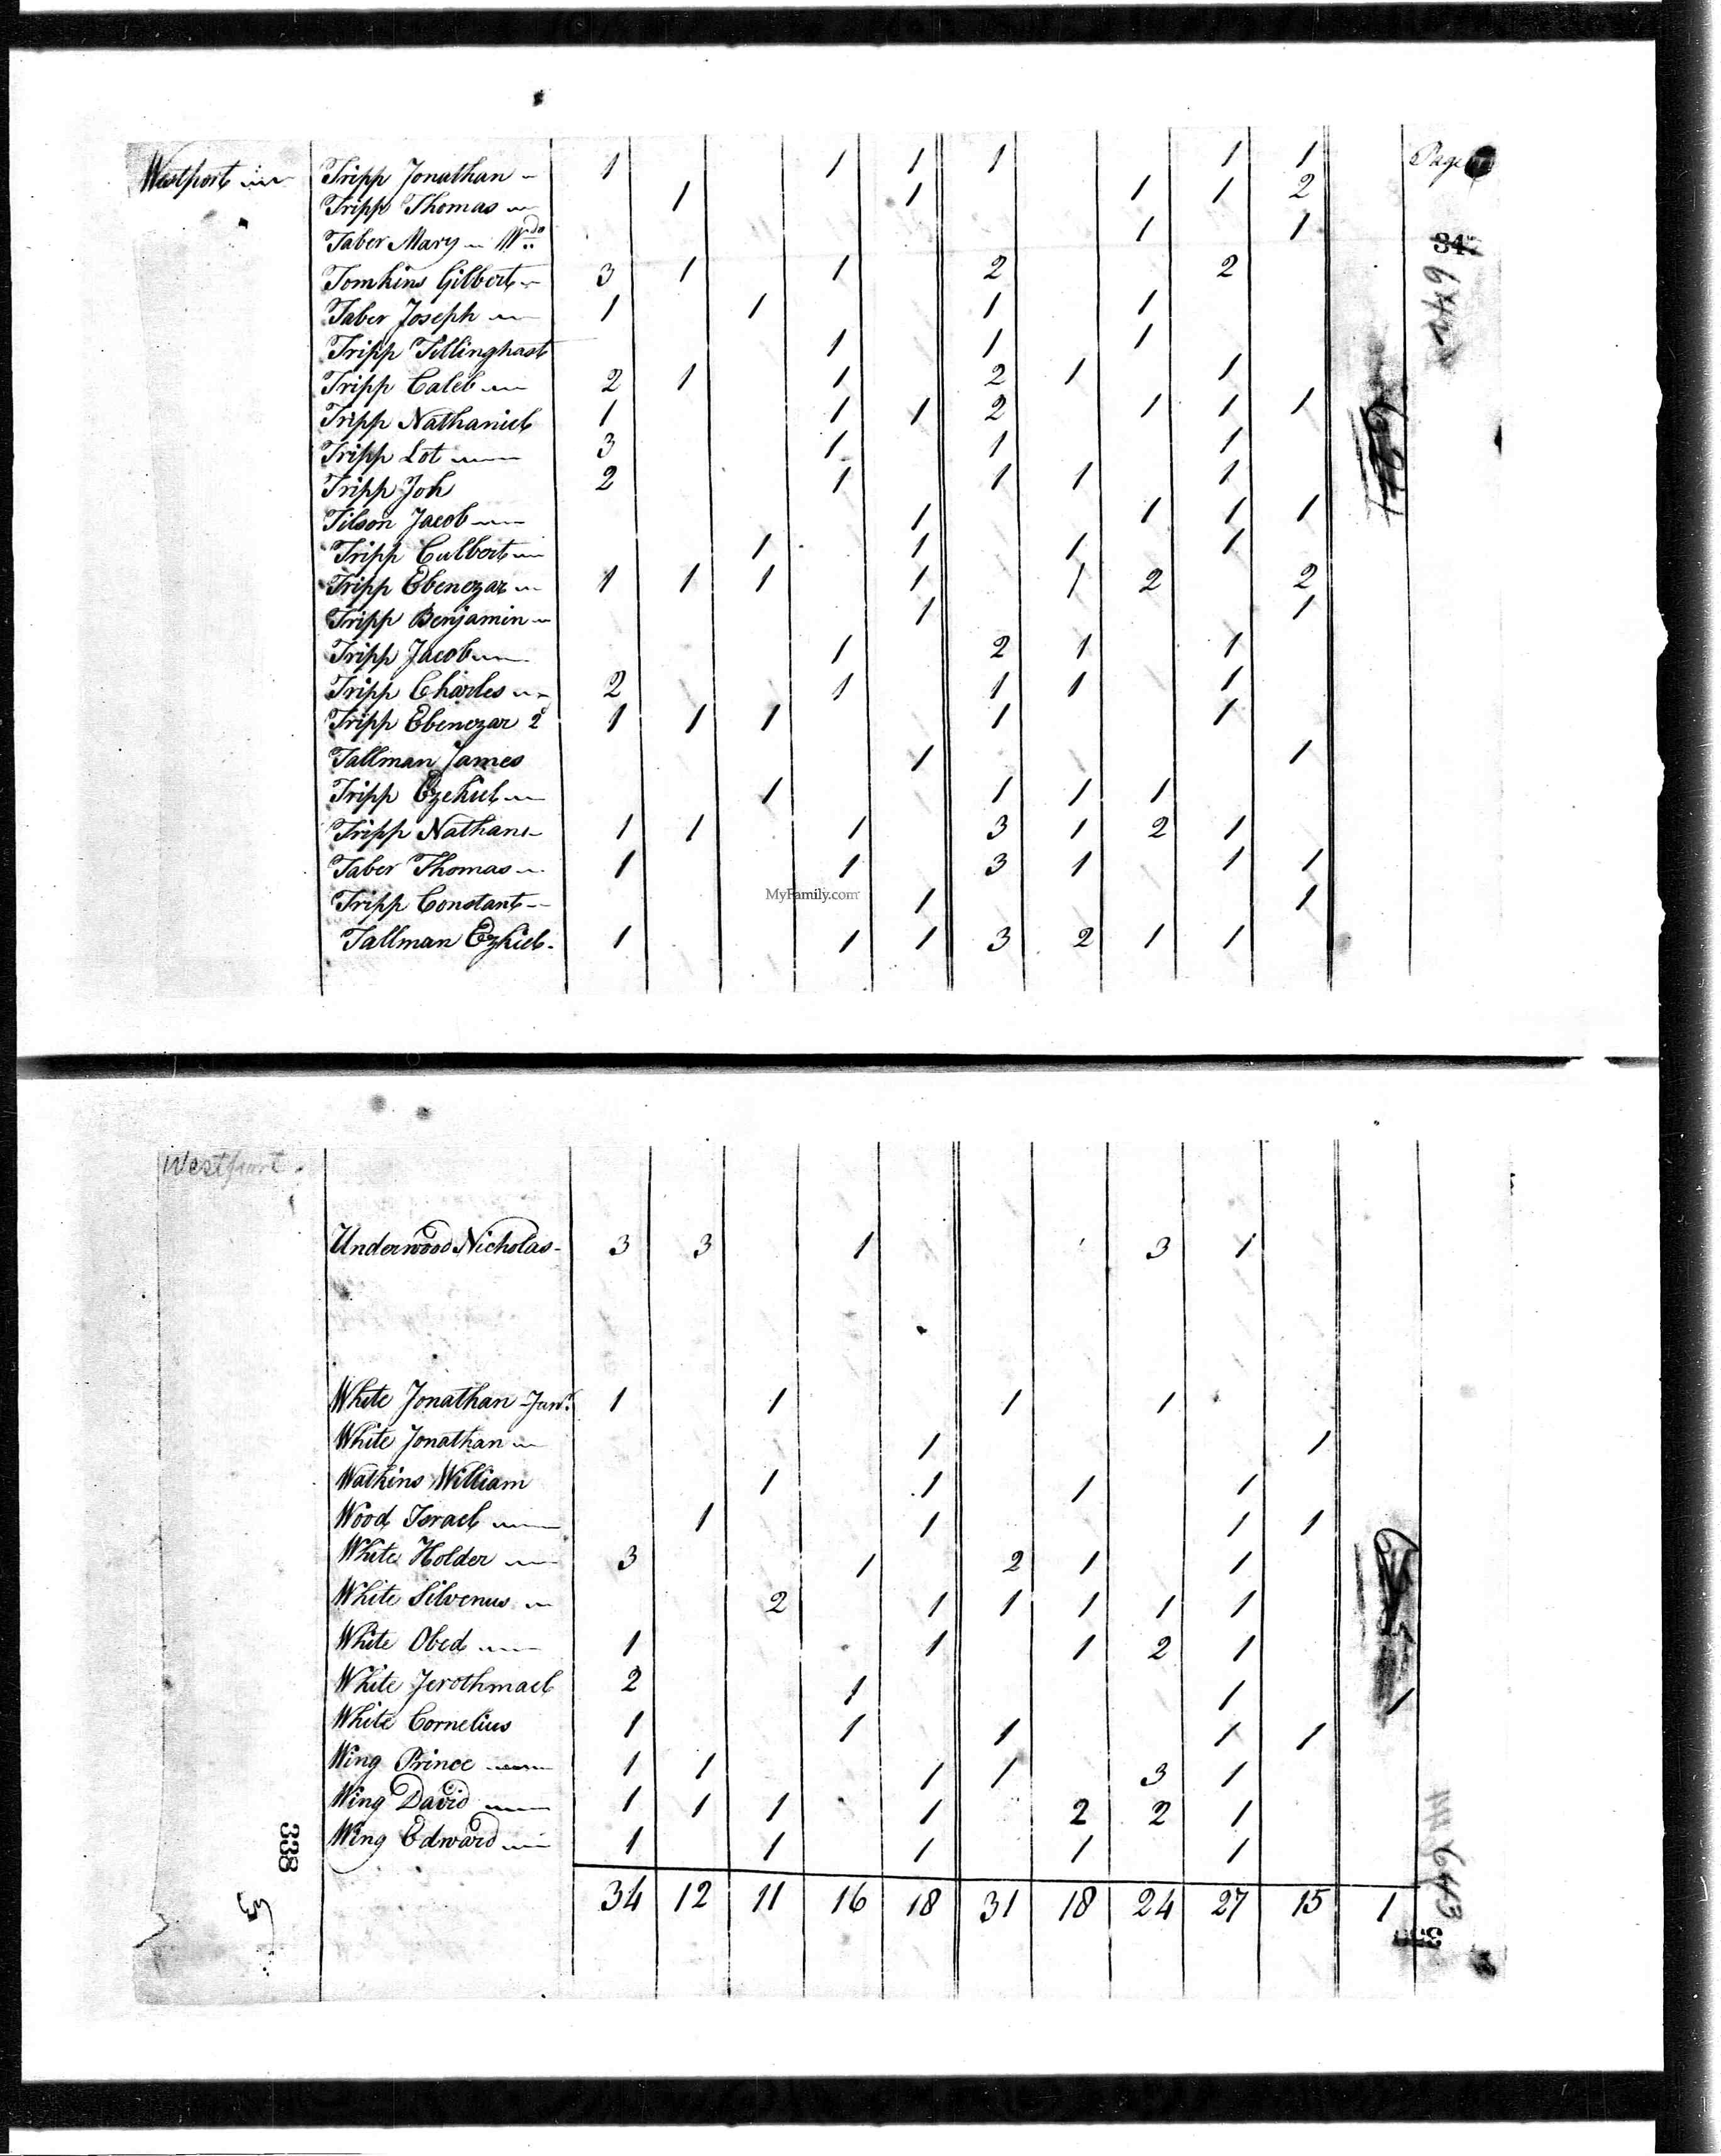 Westport Tripp Jonathan 1 1 1 1 1 1 Page
Tripp Thomas 1 1 1 1 2
Taber Mary Wdo 1 1
Tomkins Gilbert 3 1 1 2 2
Taber Joseph 1 1 1 1
Tripp Tillinghast 1 1 1
Tripp Caleb 2 1 1 2 1 1
Tripp Nathaniel 1 1 1 2 1 1 1
Tripp Lot 3 1 1 1
Tripp Joh 2 1 1 1 1
Tilson Jacob 1 1 1 1
Tripp Culbert 1 1 1 1
Tripp Ebenezar 1 1 1 1 1 2 2
Tripp Benjamin 1 1
Tripp Jacob 1 2 1 1
Tripp Charles 2 1 1 1 1
Tripp Ebenezar 2d 1 1 1 1 1
Tallman James 1 1
Tripp Ezekiel 1 1 1 1
Tripp Nathan 1 1 1 3 1 2 1
Taber Thomas 1 1 3 1 1 1
MyFamily.com
Tripp Constant 1 1
Tallman Ezkiel 1 1 1 3 2 1 1
Westport
Underwood Nicholas 3 3 1 3 1
White Jonathan Junr 1 1 1 1
White Jonathan 1 1
Watkins William 1 1 1 1
Wood Israel 1 1 1 1
White Holder 3 1 2 1 1
White Silvenus 2 1 1 1 1 1
White Obed 1 1 1 2 1
White Jerothmael 2 1 1 1
White Cornelius 1 1 1 1 1
Wing Prince 1 1 1 1 3 1
Wing David 1 1 1 1 2 2 1
Wing Edward 1 1 1 1 1
338
34 12 11 16 18 31 18 24 27 15 1
643